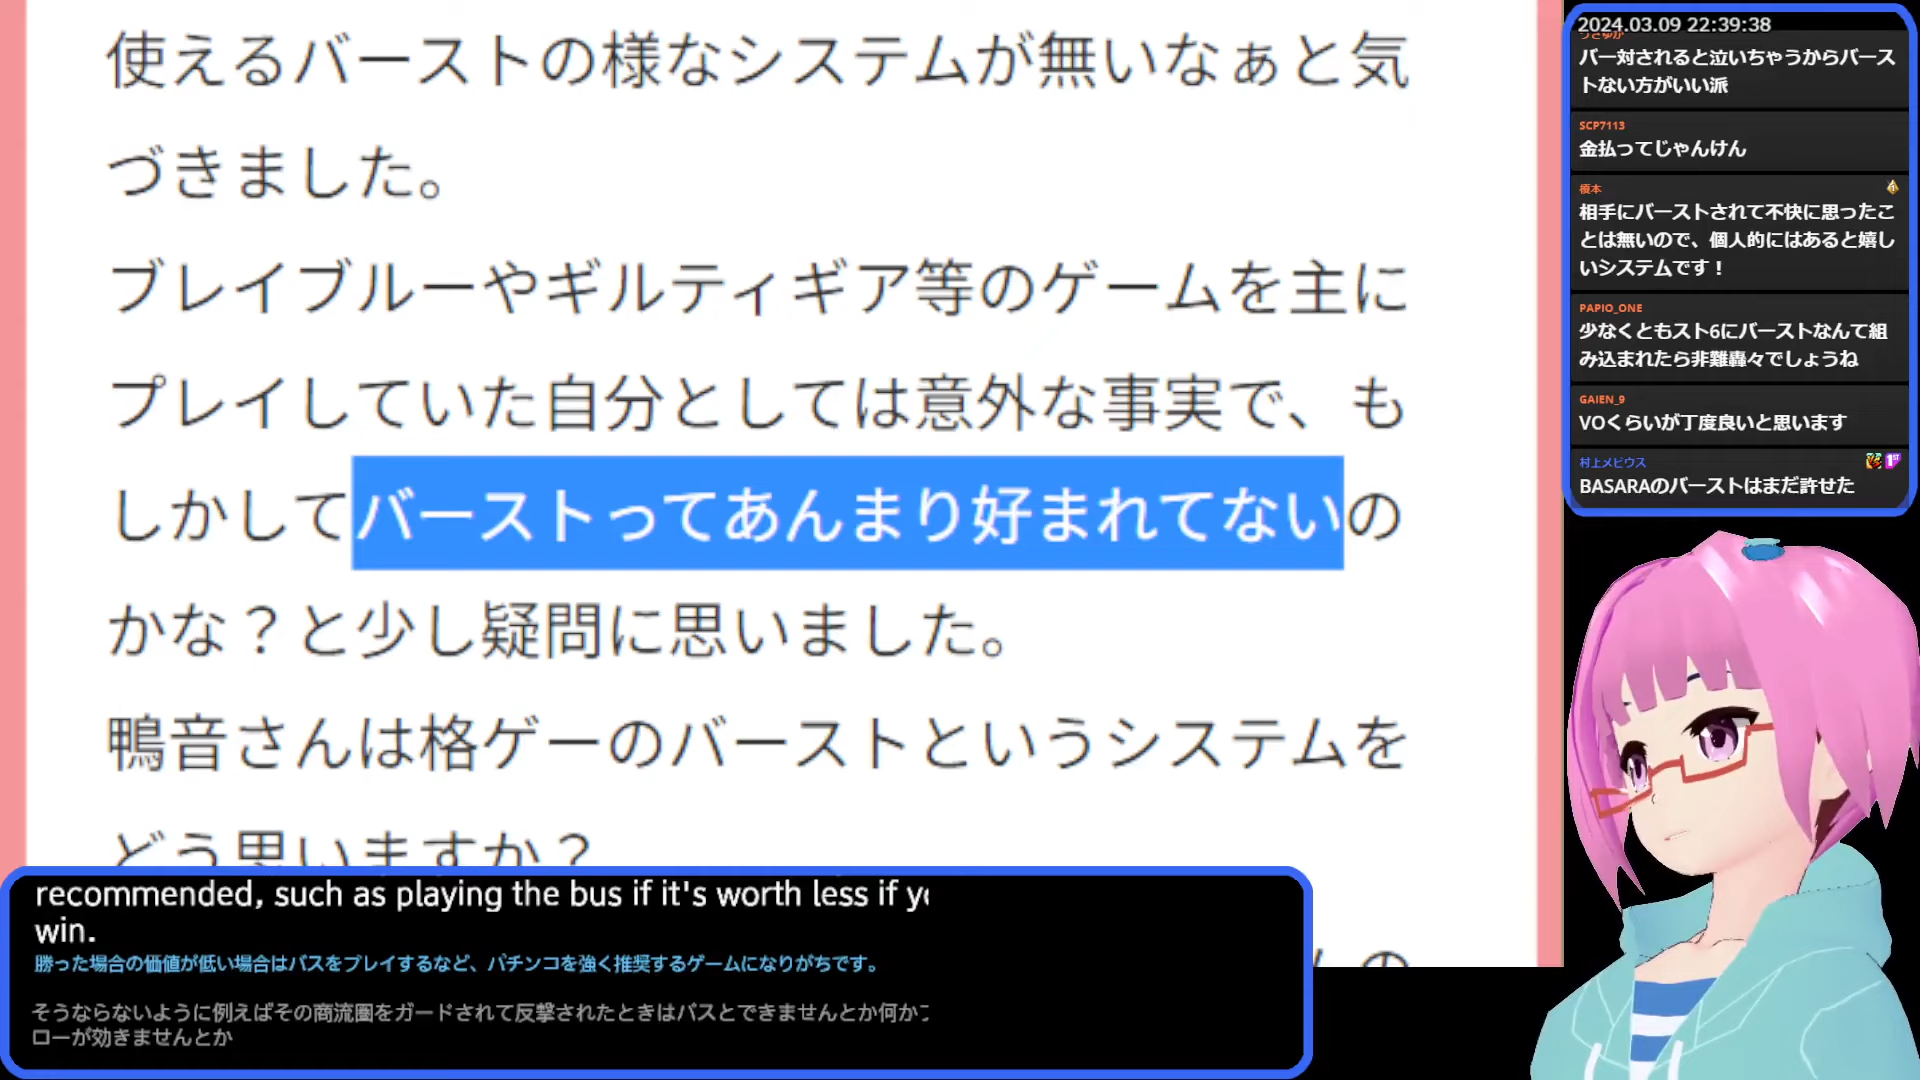 使えるバーストの様なシステムが無いなぁと気
づきました。
ブレイブルーやギルティギア等のゲームを主に
プレイしていた自分としては意外な事実で、も
しかしてバーストってあんまり好まれてないの
かな？と少し疑問に思いました。
鴨音さんは格ゲーのバーストというシステムを
どう思いますか？
recommended, such as playing the bus if it's worth less if yo
win.
勝った場合の価値が低い場合はバスをプレイするなど、パチンコを強く推奨するゲームになりがちです。
そうならないように例えばその商流圏をガードされて反撃されたときはバスとできませんとか何かフ
ローが効きませんとか
2024.03.09 22:39:38
バー対されると泣いちゃうからバース
トない方がいい派
SCP7113
金払ってじゃんけん
榎本
相手にバーストされて不快に思ったこ
とは無いので、個人的にはあると嬉し
いシステムです！
PAPIO_ONE
少なくともスト6にバーストなんて組
み込まれたら非難轟々でしょうね
GAIEN_9
VOくらいが丁度良いと思います
村上メビウス
1ST
BASARAのバーストはまだ許せた